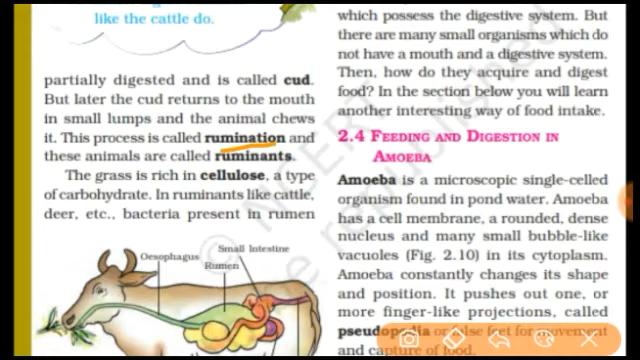 like the cattle do.
partially digested and is called cud.
But later the cud returns to the mouth
in small lumps and the animal chews
it. This process is called rumination and
these animals are called ruminants.
The grass is rich in cellulose, a type
of carbohydrate. In ruminants like cattle,
deer, etc., bacteria present in rumen
Oesophagus
Small Intestine
Rumen
which possess the digestive system. But
there are many small organisms which do
not have a mouth and a digestive system.
Then, how do they acquire and digest
food? In the section below you will learn
another interesting way of food intake.
2.4 FEEDING AND DIGESTION IN
AMOEBA
Amoeba is a microscopic single-celled
organism found in pond water. Amoeba
has a cell membrane, a rounded, dense
nucleus and many small bubble-like
vacuoles (Fig. 2.10) in its cytoplasm.
Amoeba constantly changes its shape
and position. It pushes out one, or
more finger-like projections, called
pseudopodia or false feet for movement
and capture of food.